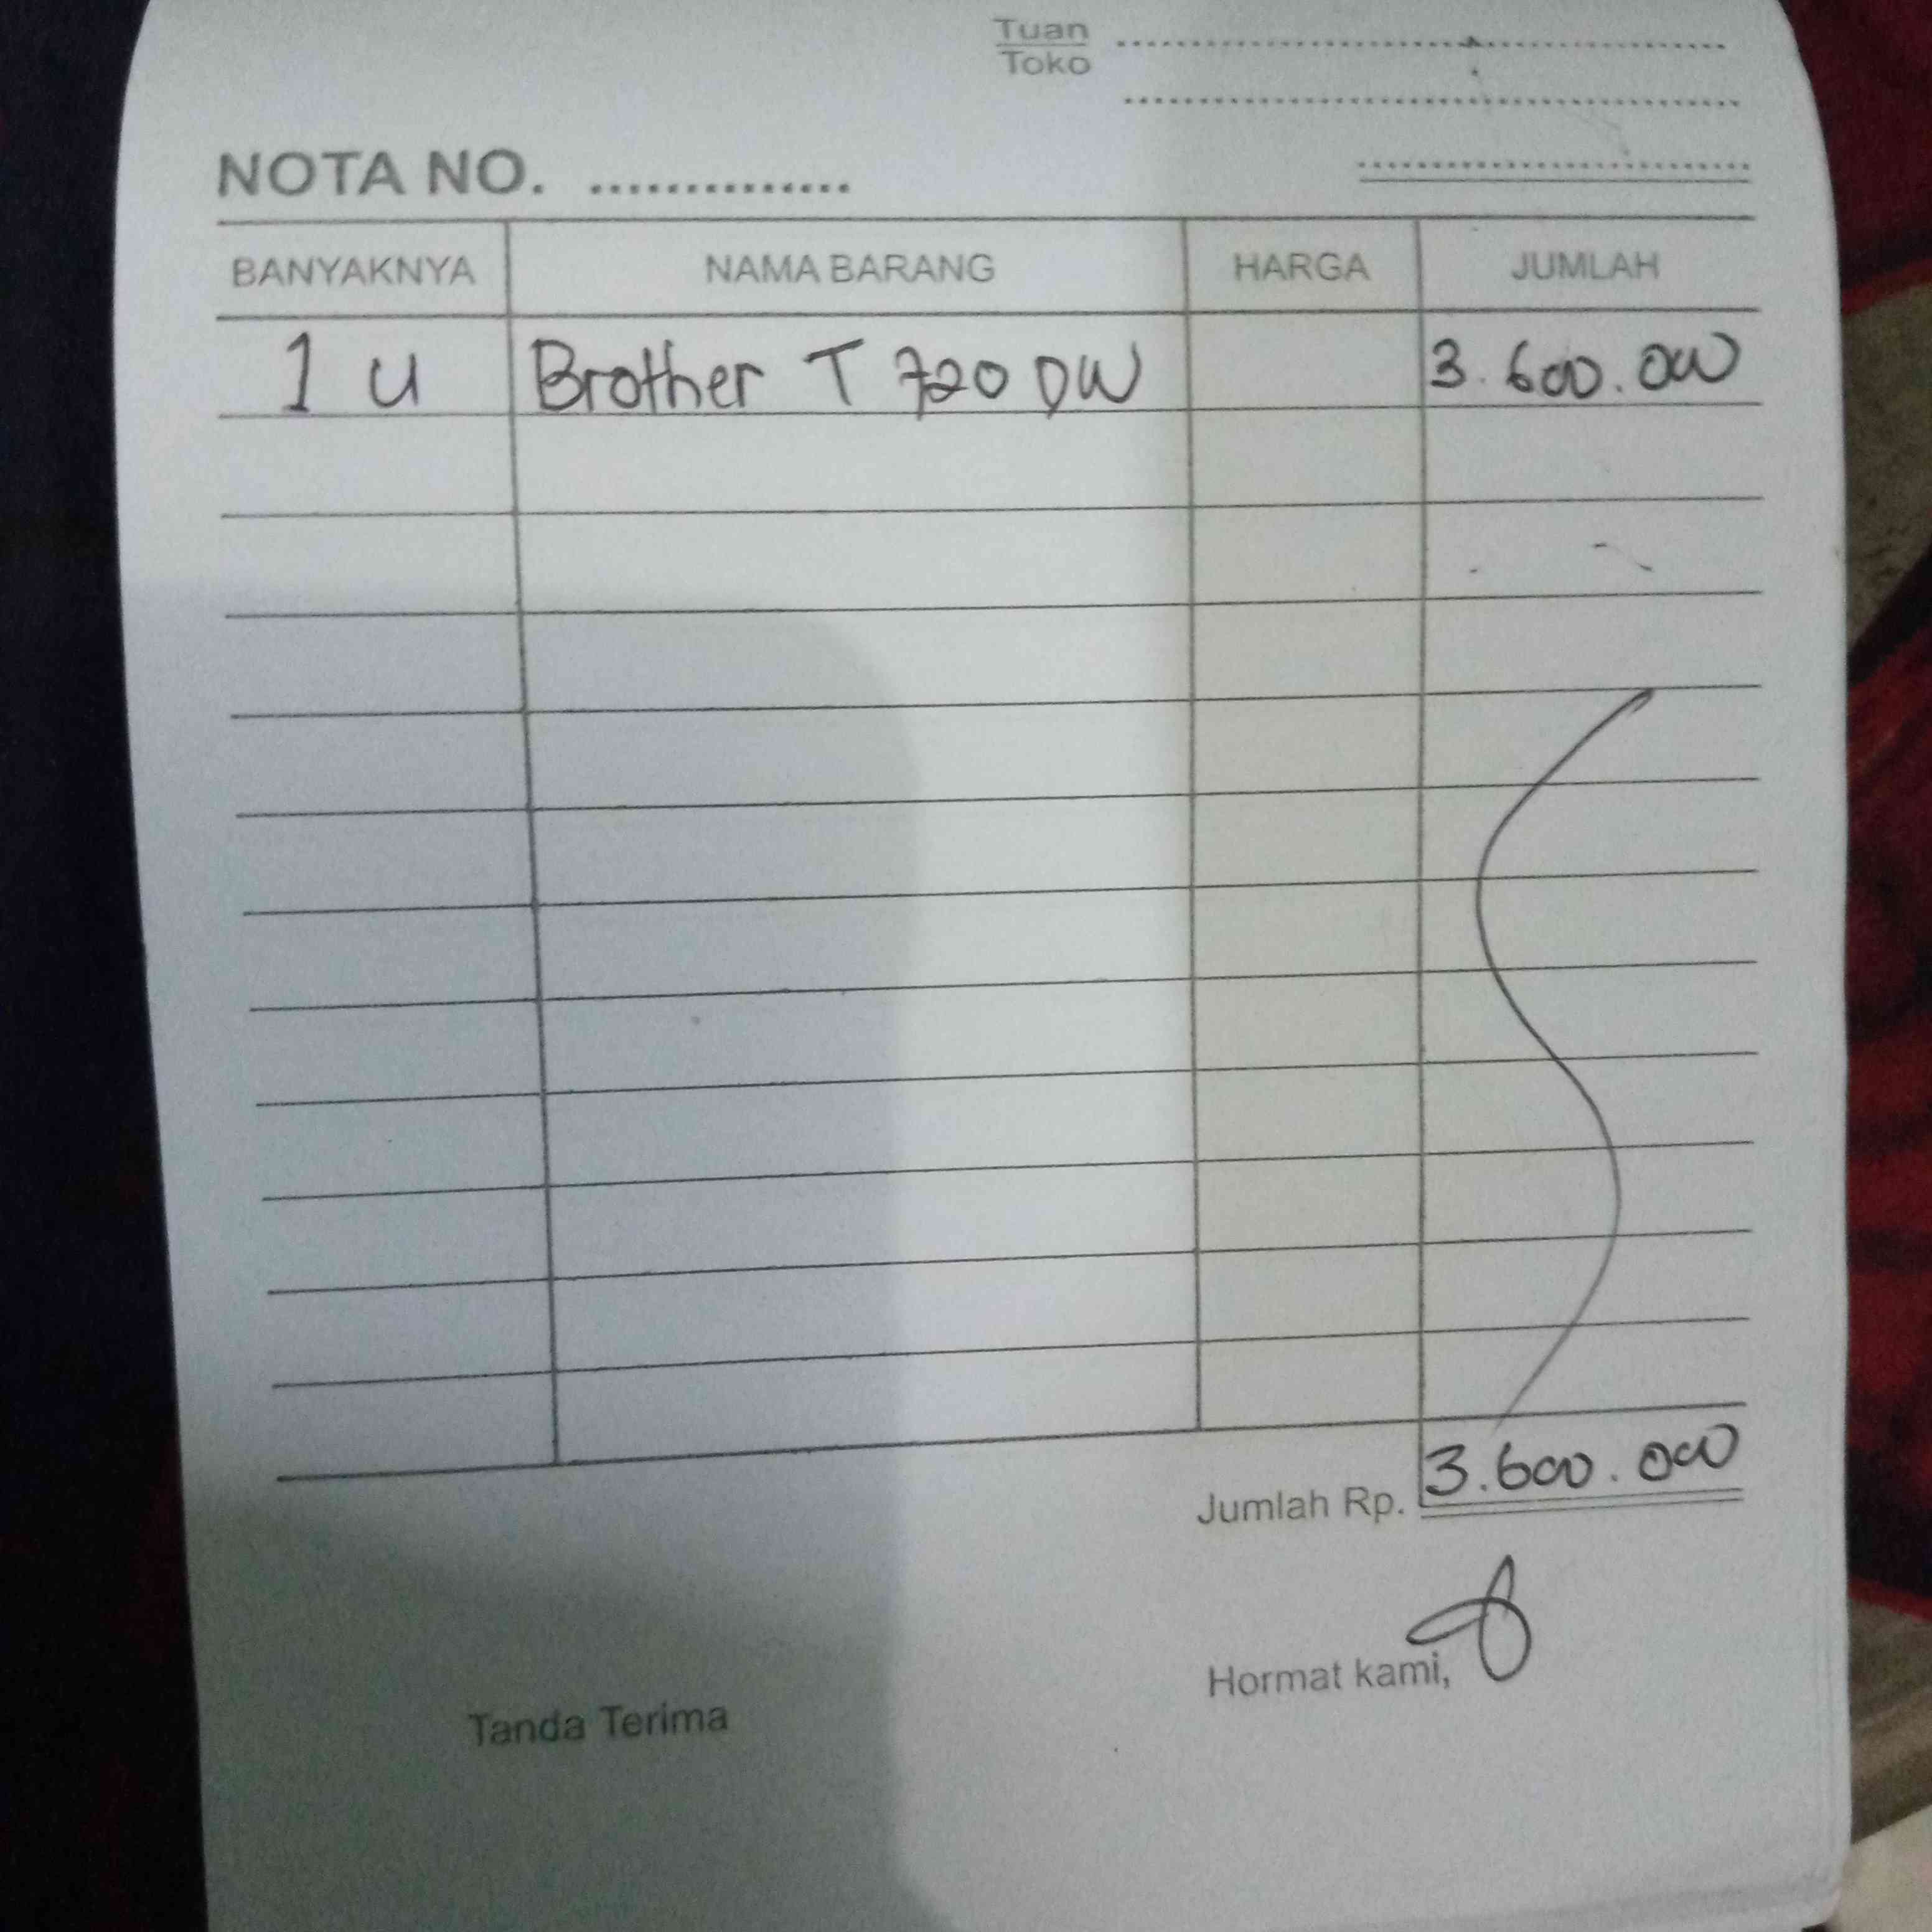 Tuan
Toko
NOTA NO. ..............
BANYAKNYA NAMA BARANG HARGA JUMLAH
1 u Brother T 720 DW 3.600.000
Jumlah Rp. 3.600.000
Hormat kami,
Tanda Terima